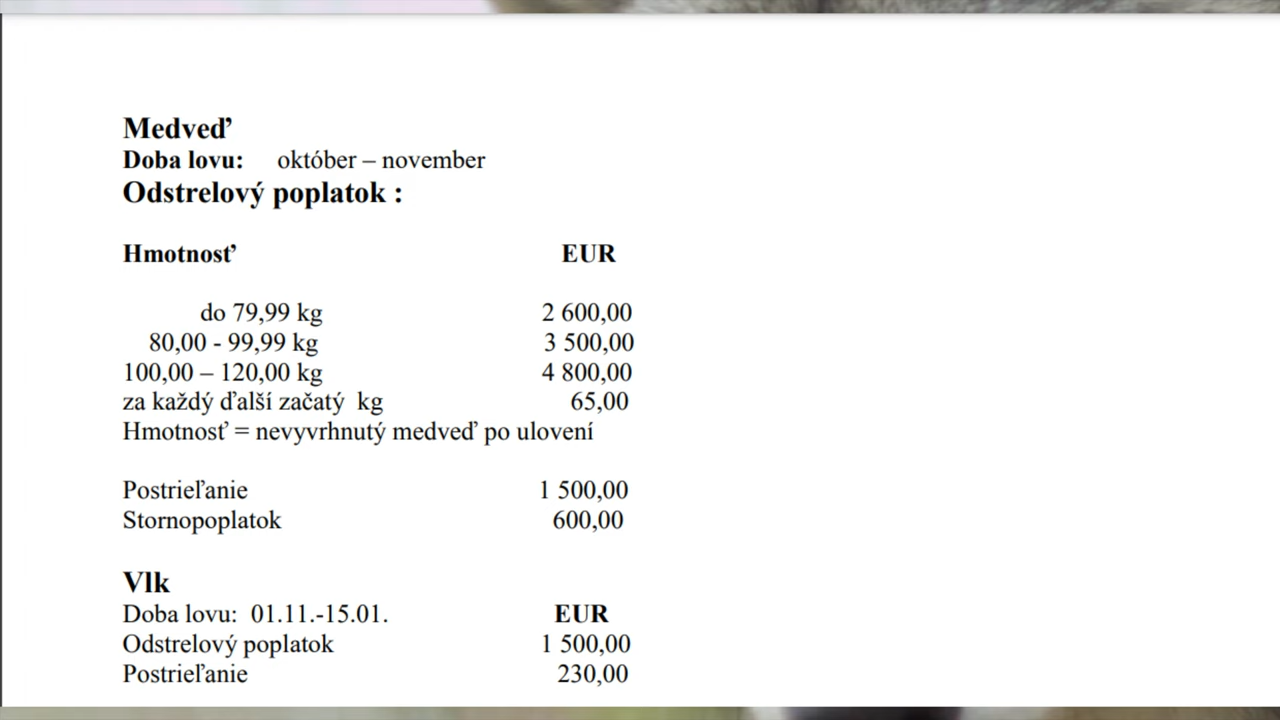 Medveď
Doba lovu: október – november
Odstrelový poplatok :
Hmotnosť EUR
do 79,99 kg 2 600,00
80,00 - 99,99 kg 3 500,00
100,00 – 120,00 kg 4 800,00
za každý ďalší začatý kg 65,00
Hmotnosť = nevyvrhnutý medveď po ulovení
Postrieľanie 1 500,00
Stornopoplatok 600,00
Vlk
Doba lovu: 01.11.-15.01. EUR
Odstrelový poplatok 1 500,00
Postrieľanie 230,00